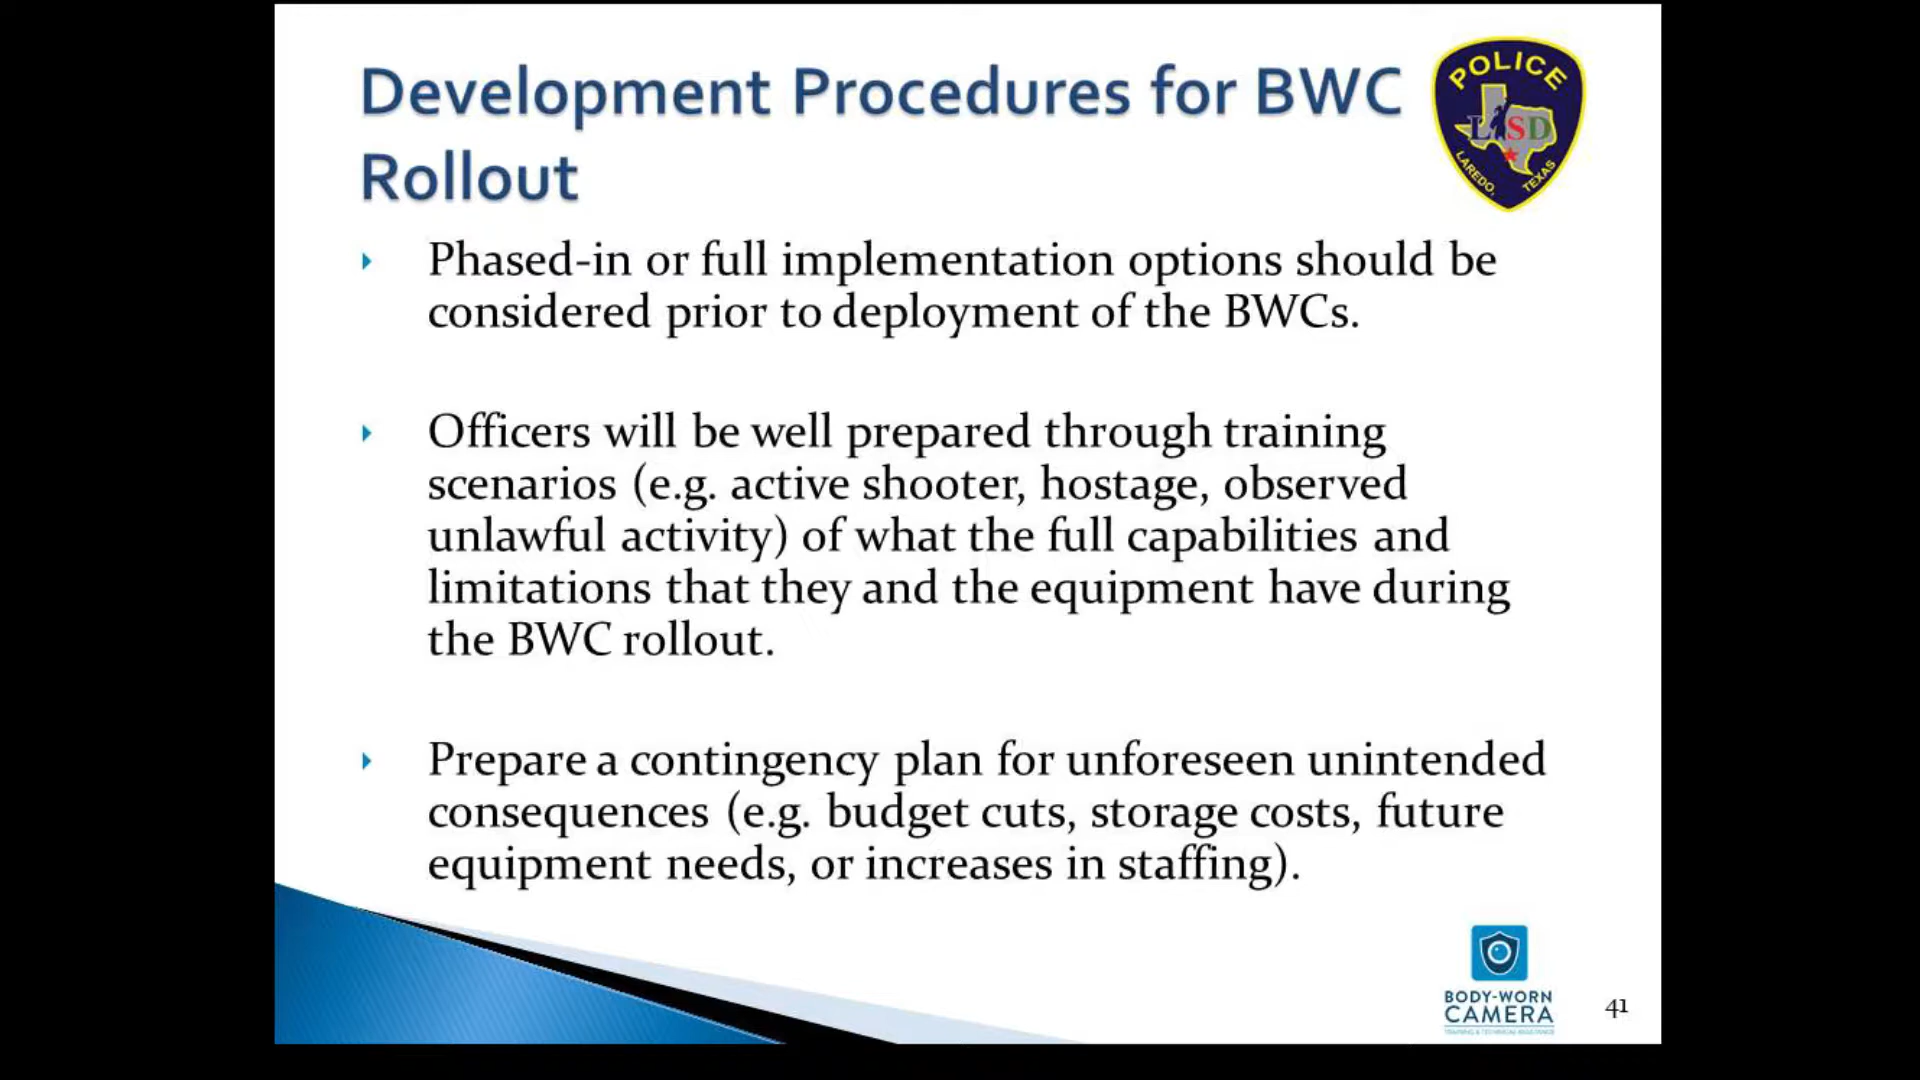 Development Procedures for BWC
Rollout
POLICE
LISD
LAREDO, TEXAS
Phased-in or full implementation options should be
considered prior to deployment of the BWCs.
Officers will be well prepared through training
scenarios (e.g. active shooter, hostage, observed
unlawful activity) of what the full capabilities and
limitations that they and the equipment have during
the BWC rollout.
Prepare a contingency plan for unforeseen unintended
consequences (e.g. budget cuts, storage costs, future
equipment needs, or increases in staffing).
BODY-WORN
CAMERA
TRAINING & TECHNICAL ASSISTANCE
41